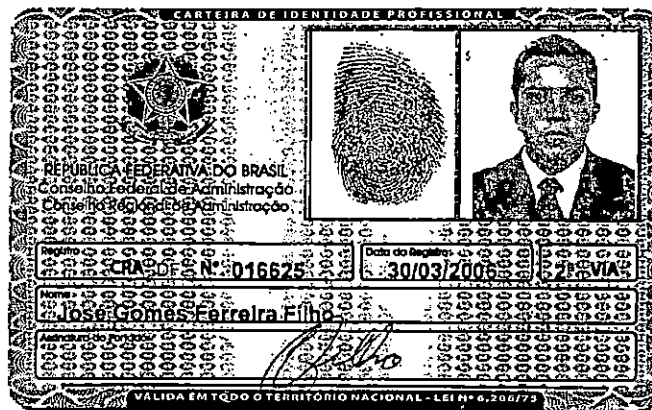 CARTEIRA DE IDENTIDADE PROFISSIONAL
REPÚBLICA FEDERATIVA DO BRASIL
Conselho Federal de Administração
Conselho Regional de Administração
Registro
CRA-DF Nº 016625
Data do Registro
30/03/2006
2ª VIA
Nome
José Gomes Ferreira Filho
Assinatura do Portador
Filho
VÁLIDA EM TODO O TERRITÓRIO NACIONAL - LEI Nº 6.206/75